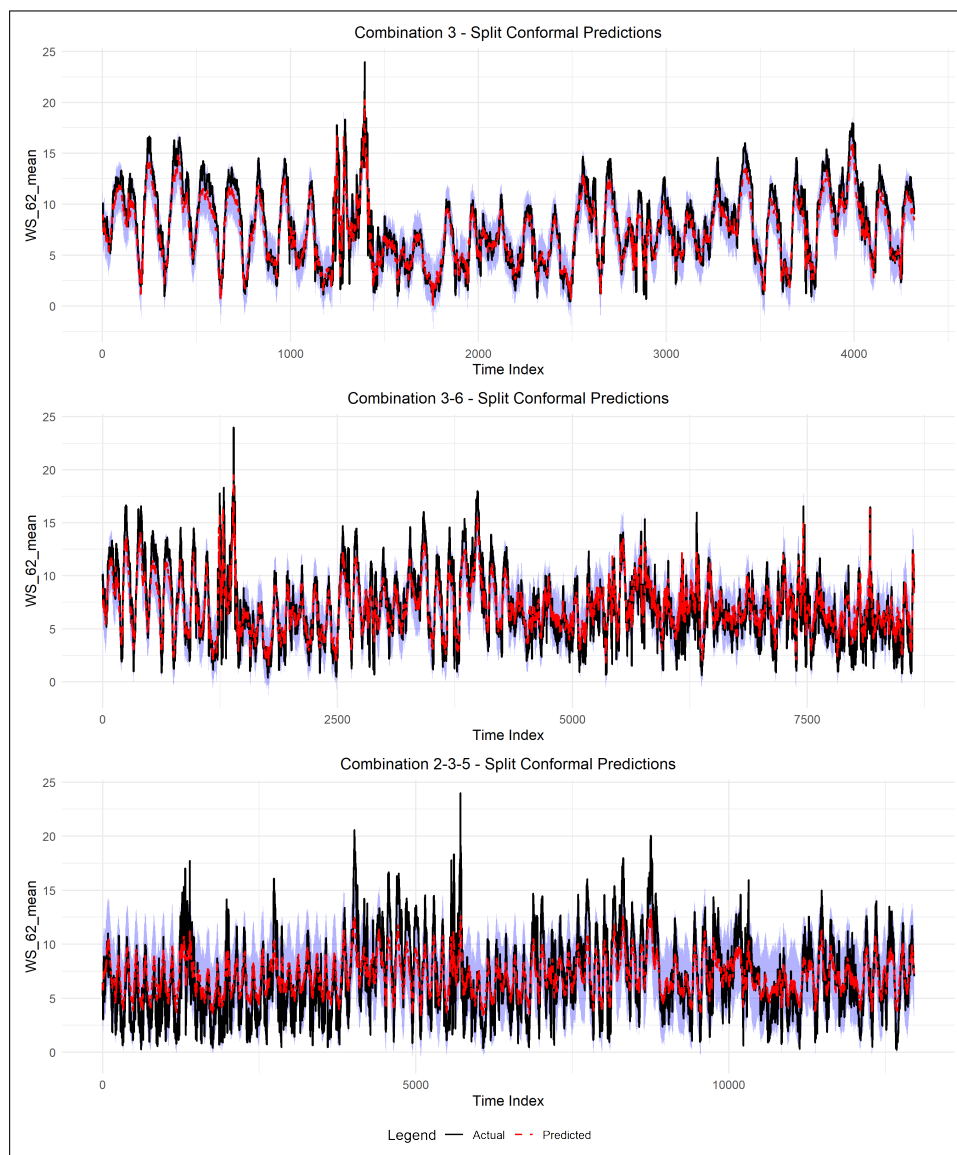 Combination 3 - Split Conformal Predictions
25
20
15
10
5
0
WS_62_mean
0 1000 2000 3000 4000
Time Index
Combination 3-6 - Split Conformal Predictions
25
20
15
10
5
0
WS_62_mean
0 2500 5000 7500
Time Index
Combination 2-3-5 - Split Conformal Predictions
25
20
15
10
5
0
WS_62_mean
0 5000 10000
Time Index
Legend Actual Predicted